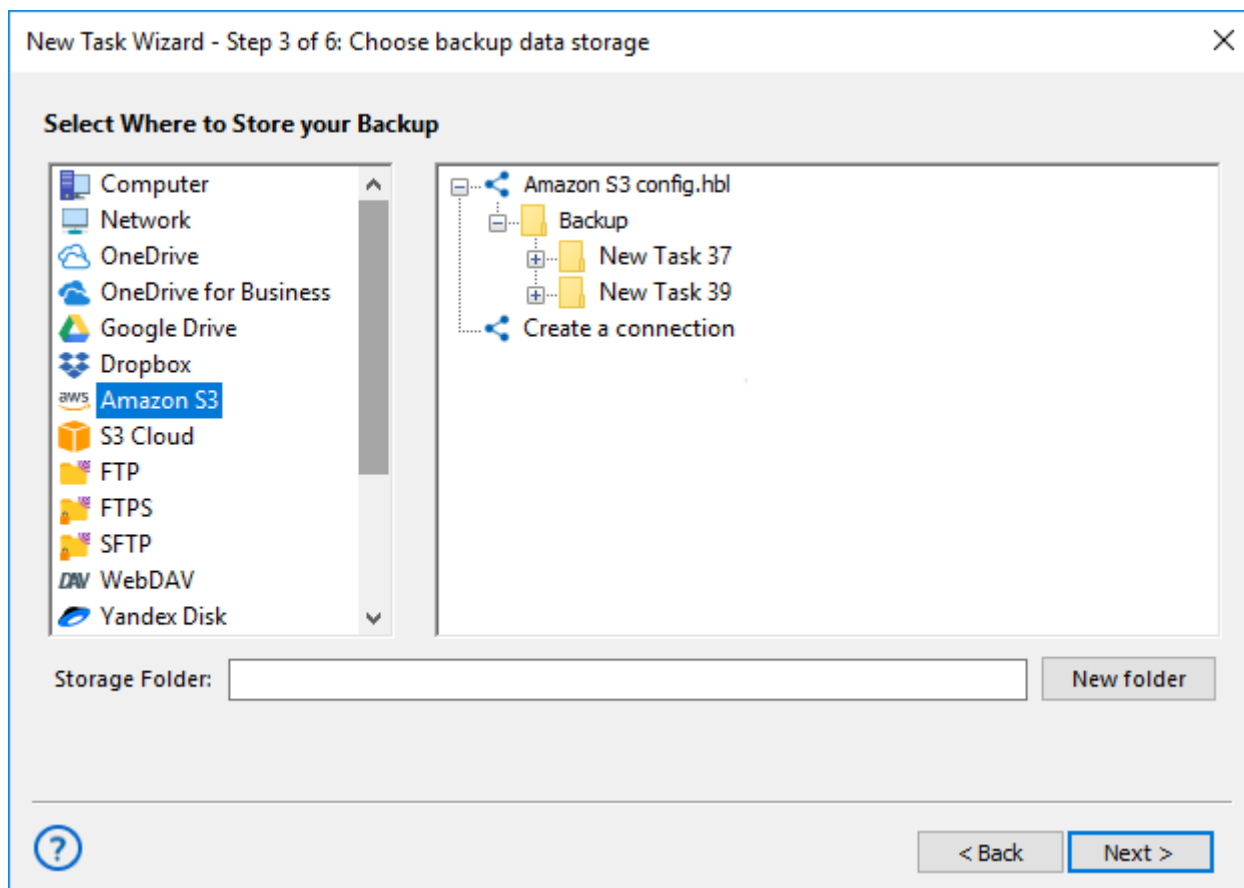 New Task Wizard - Step 3 of 6: Choose backup data storage
Select Where to Store your Backup
Computer
Network
OneDrive
OneDrive for Business
Google Drive
Dropbox
aws Amazon S3
S3 Cloud
FTP
FTPS
SFTP
DAV WebDAV
Yandex Disk
Amazon S3 config.hbl
Backup
New Task 37
New Task 39
Create a connection
Storage Folder:
New folder
?
< Back
Next >